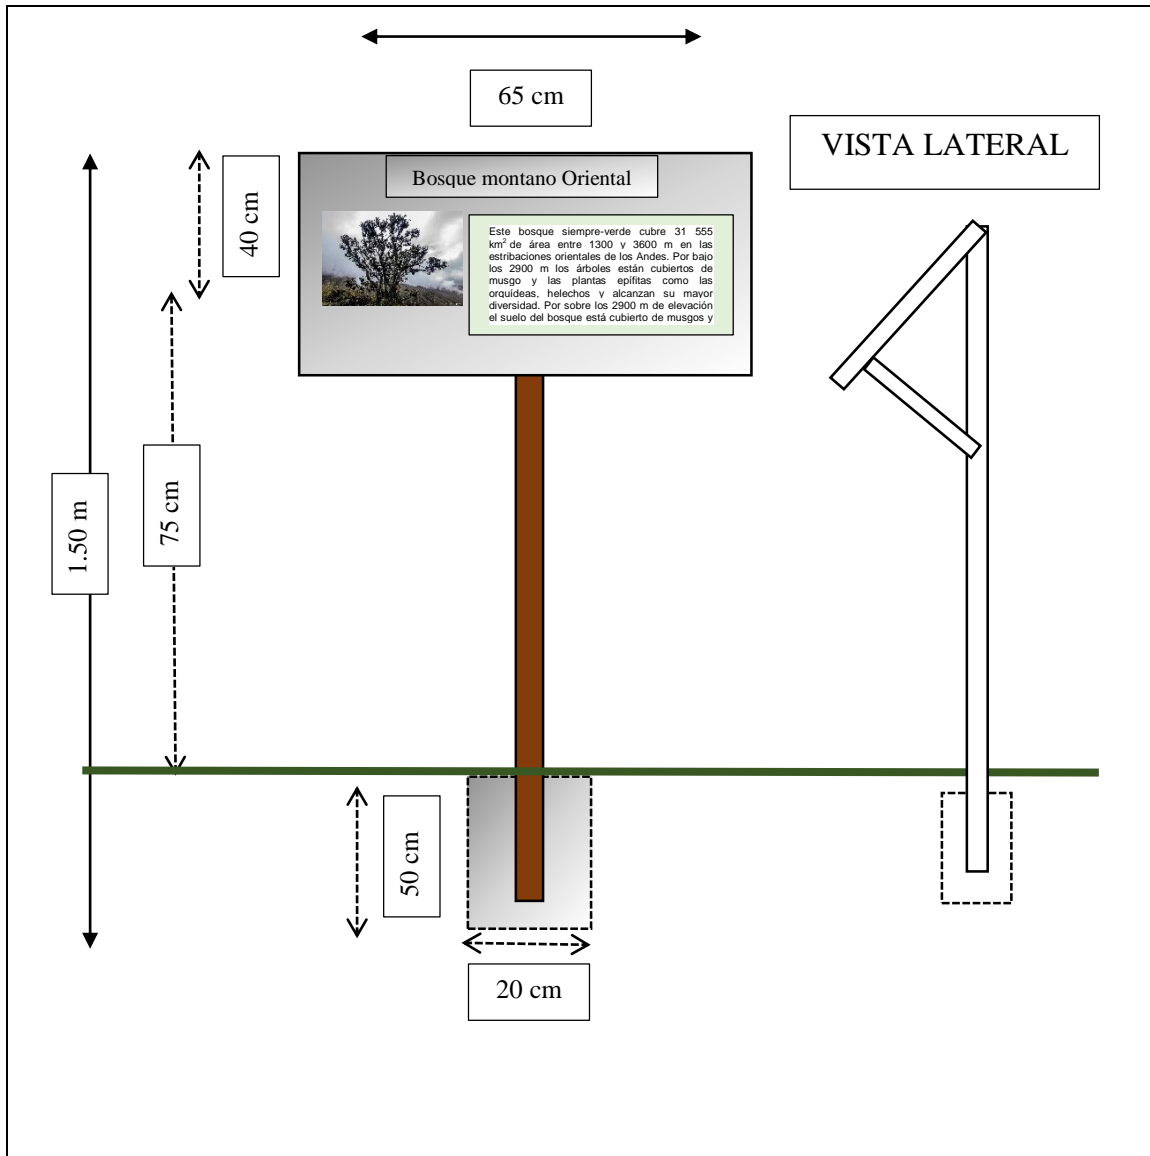 65 cm
VISTA LATERAL
40 cm
Bosque montano Oriental
Este bosque siempre-verde cubre 31 555
km² de área entre 1300 y 3600 m en las
estribaciones orientales de los Andes. Por bajo
los 2900 m los árboles están cubiertos de
musgo y las plantas epífitas como las
orquídeas, helechos y alcanzan su mayor
diversidad. Por sobre los 2900 m de elevación
el suelo del bosque está cubierto de musgos y
75 cm
1.50 m
50 cm
20 cm